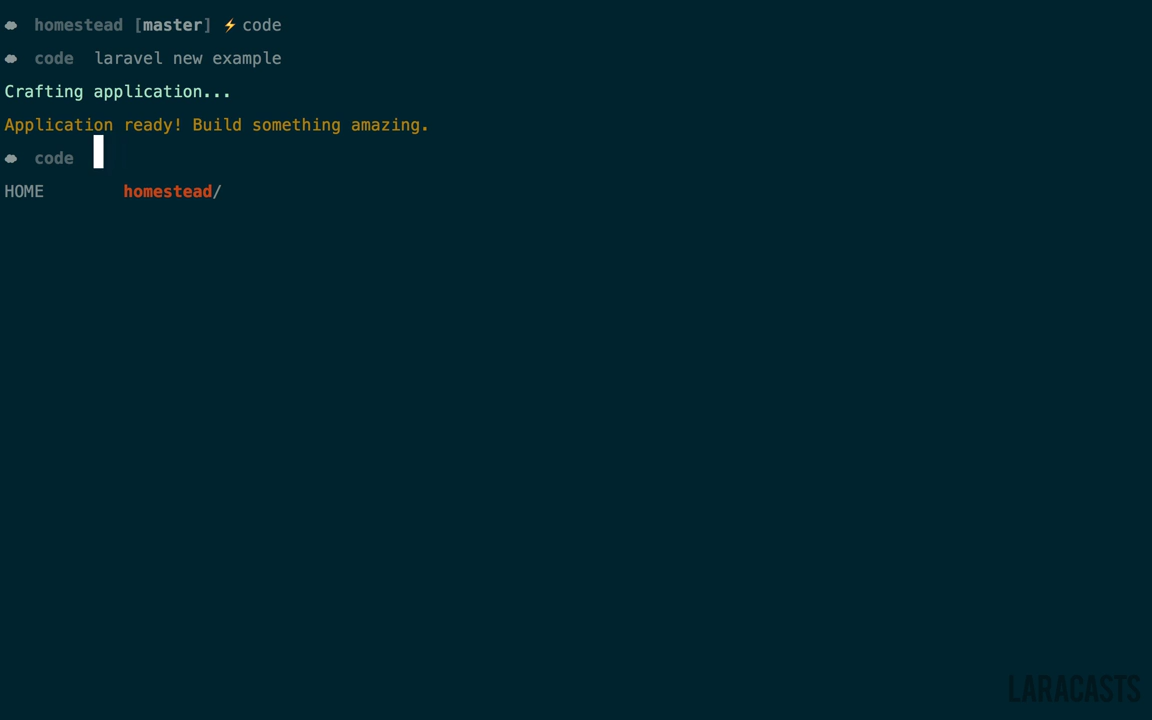 homestead [master] ⚡ code
code laravel new example
Crafting application...
Application ready! Build something amazing.
code
HOME homestead/
LARACASTS